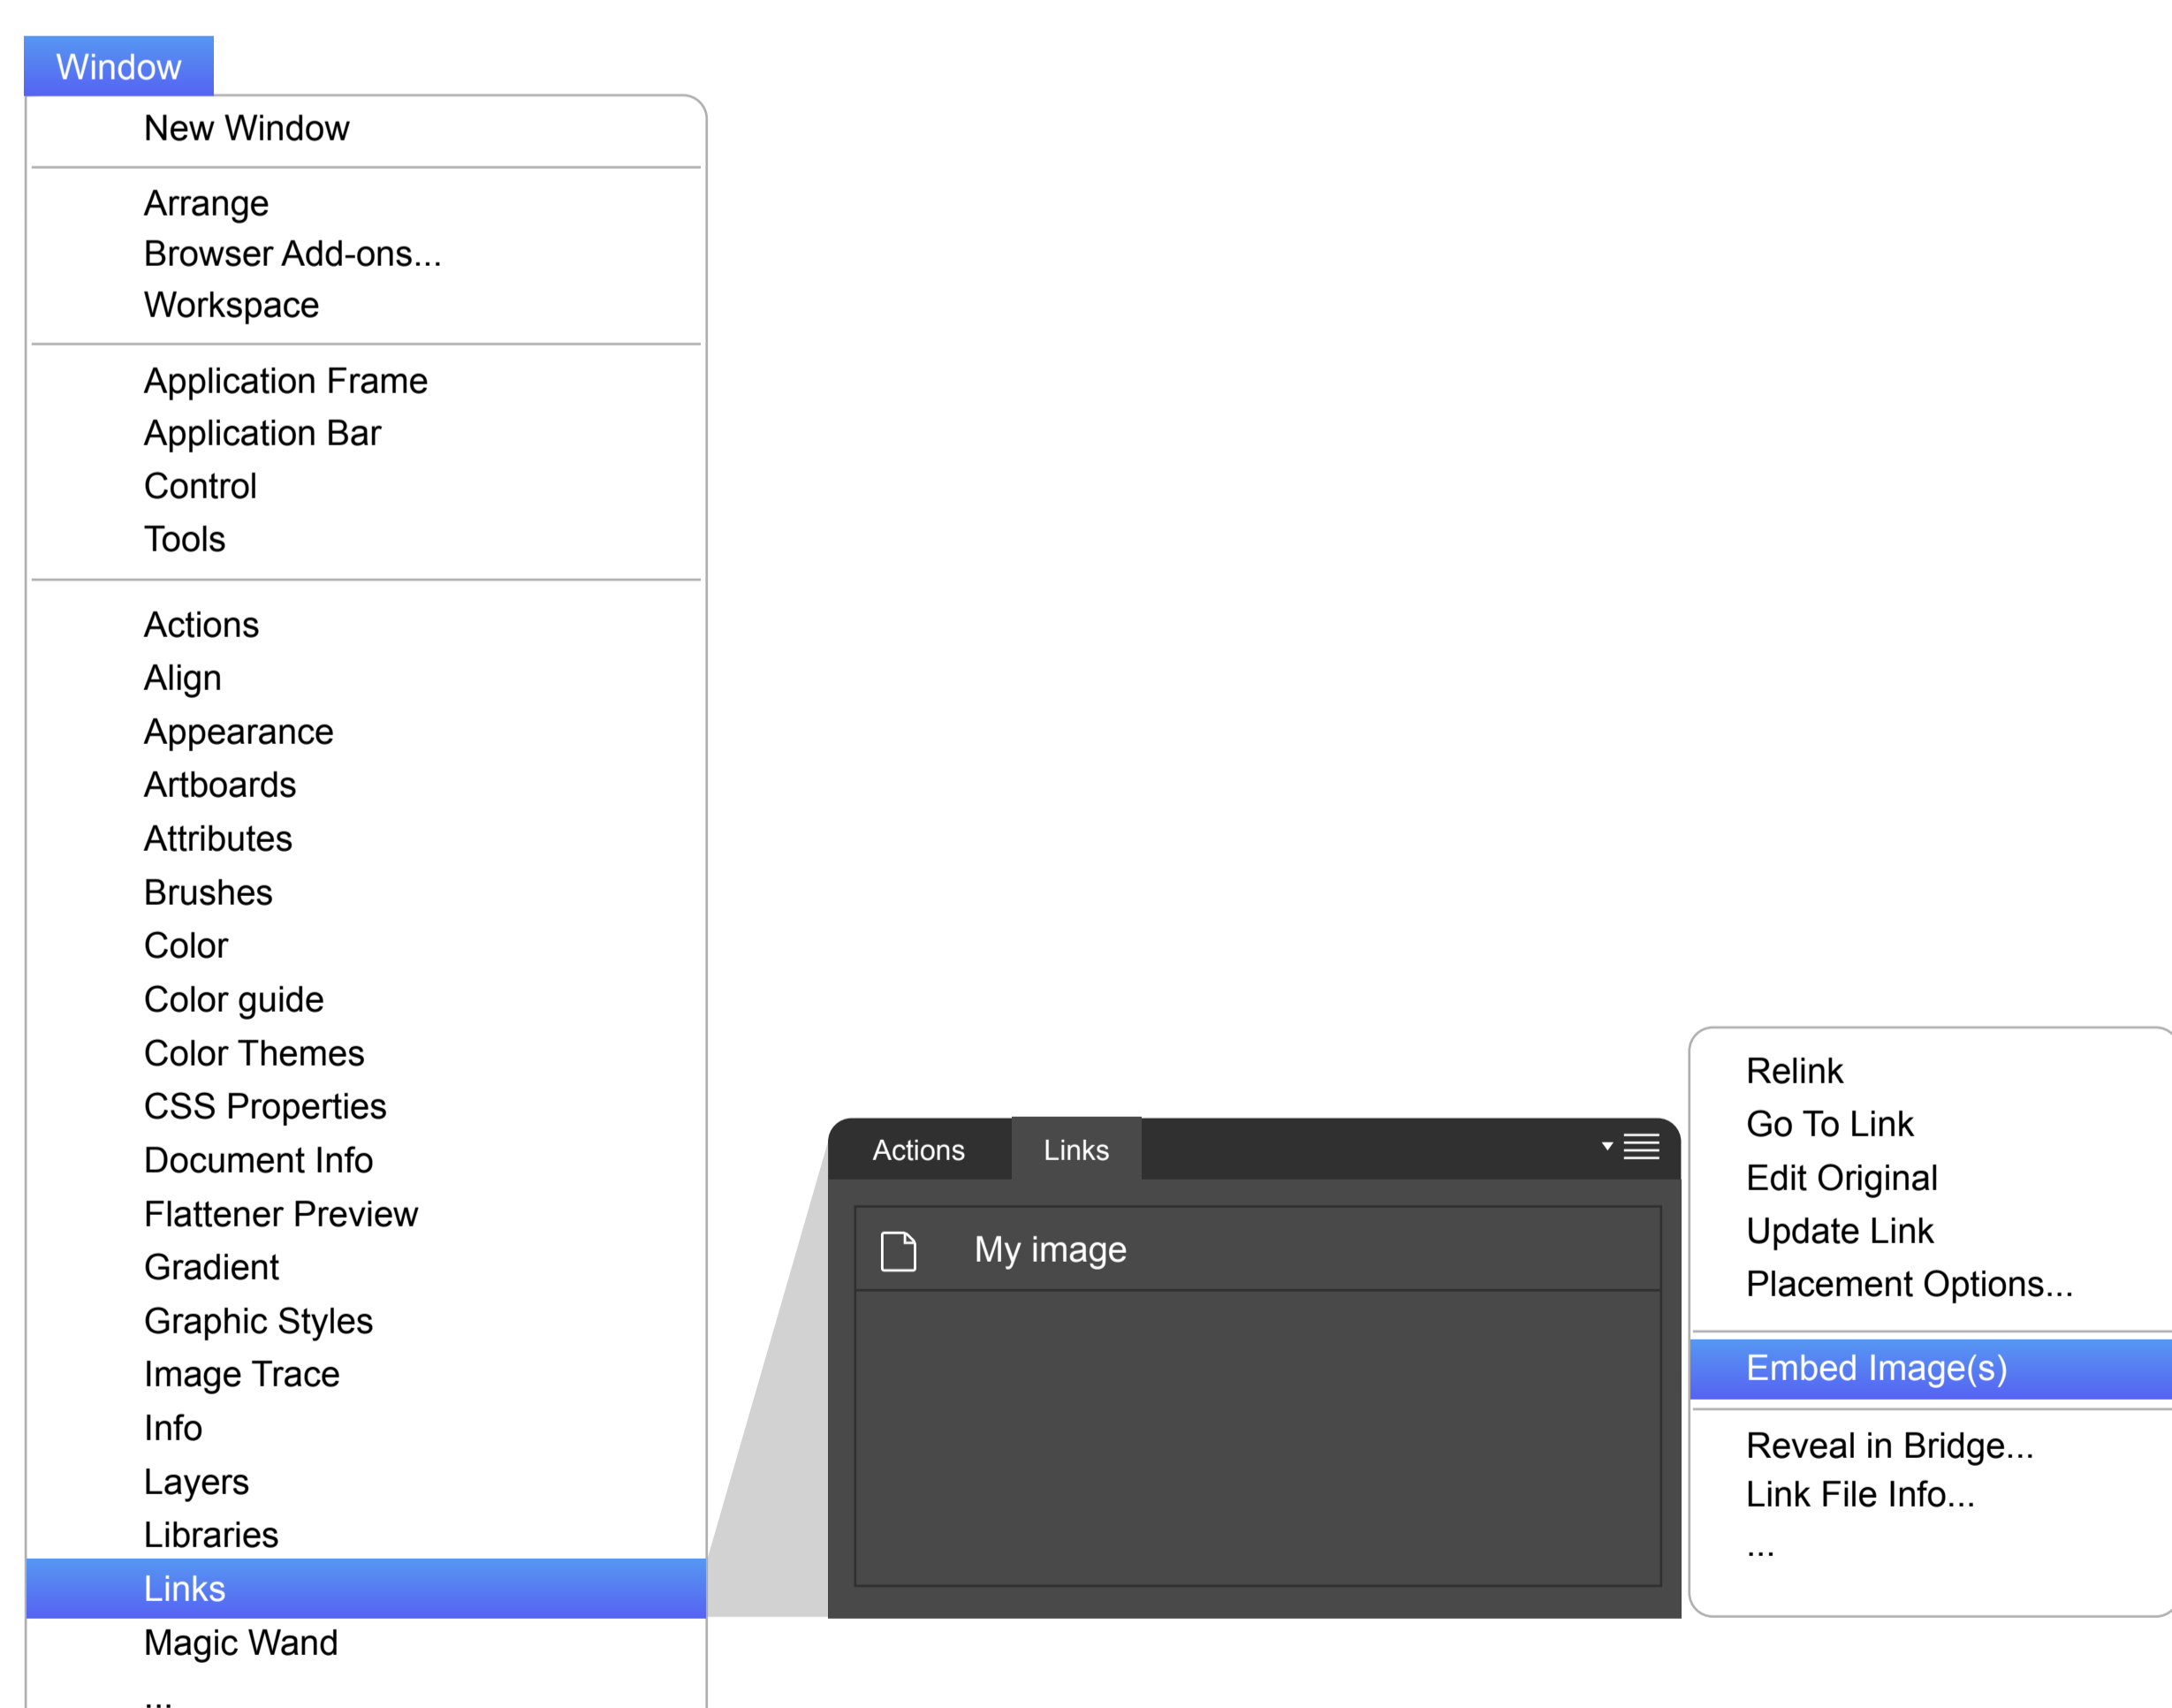 Window
New Window
Arrange
Browser Add-ons...
Workspace
Application Frame
Application Bar
Control
Tools
Actions
Align
Appearance
Artboards
Attributes
Brushes
Color
Color guide
Color Themes
CSS Properties
Document Info
Flattener Preview
Gradient
Graphic Styles
Image Trace
Info
Layers
Libraries
Links
Magic Wand
...
Actions
Links
My image
Relink
Go To Link
Edit Original
Update Link
Placement Options...
Embed Image(s)
Reveal in Bridge...
Link File Info...
...